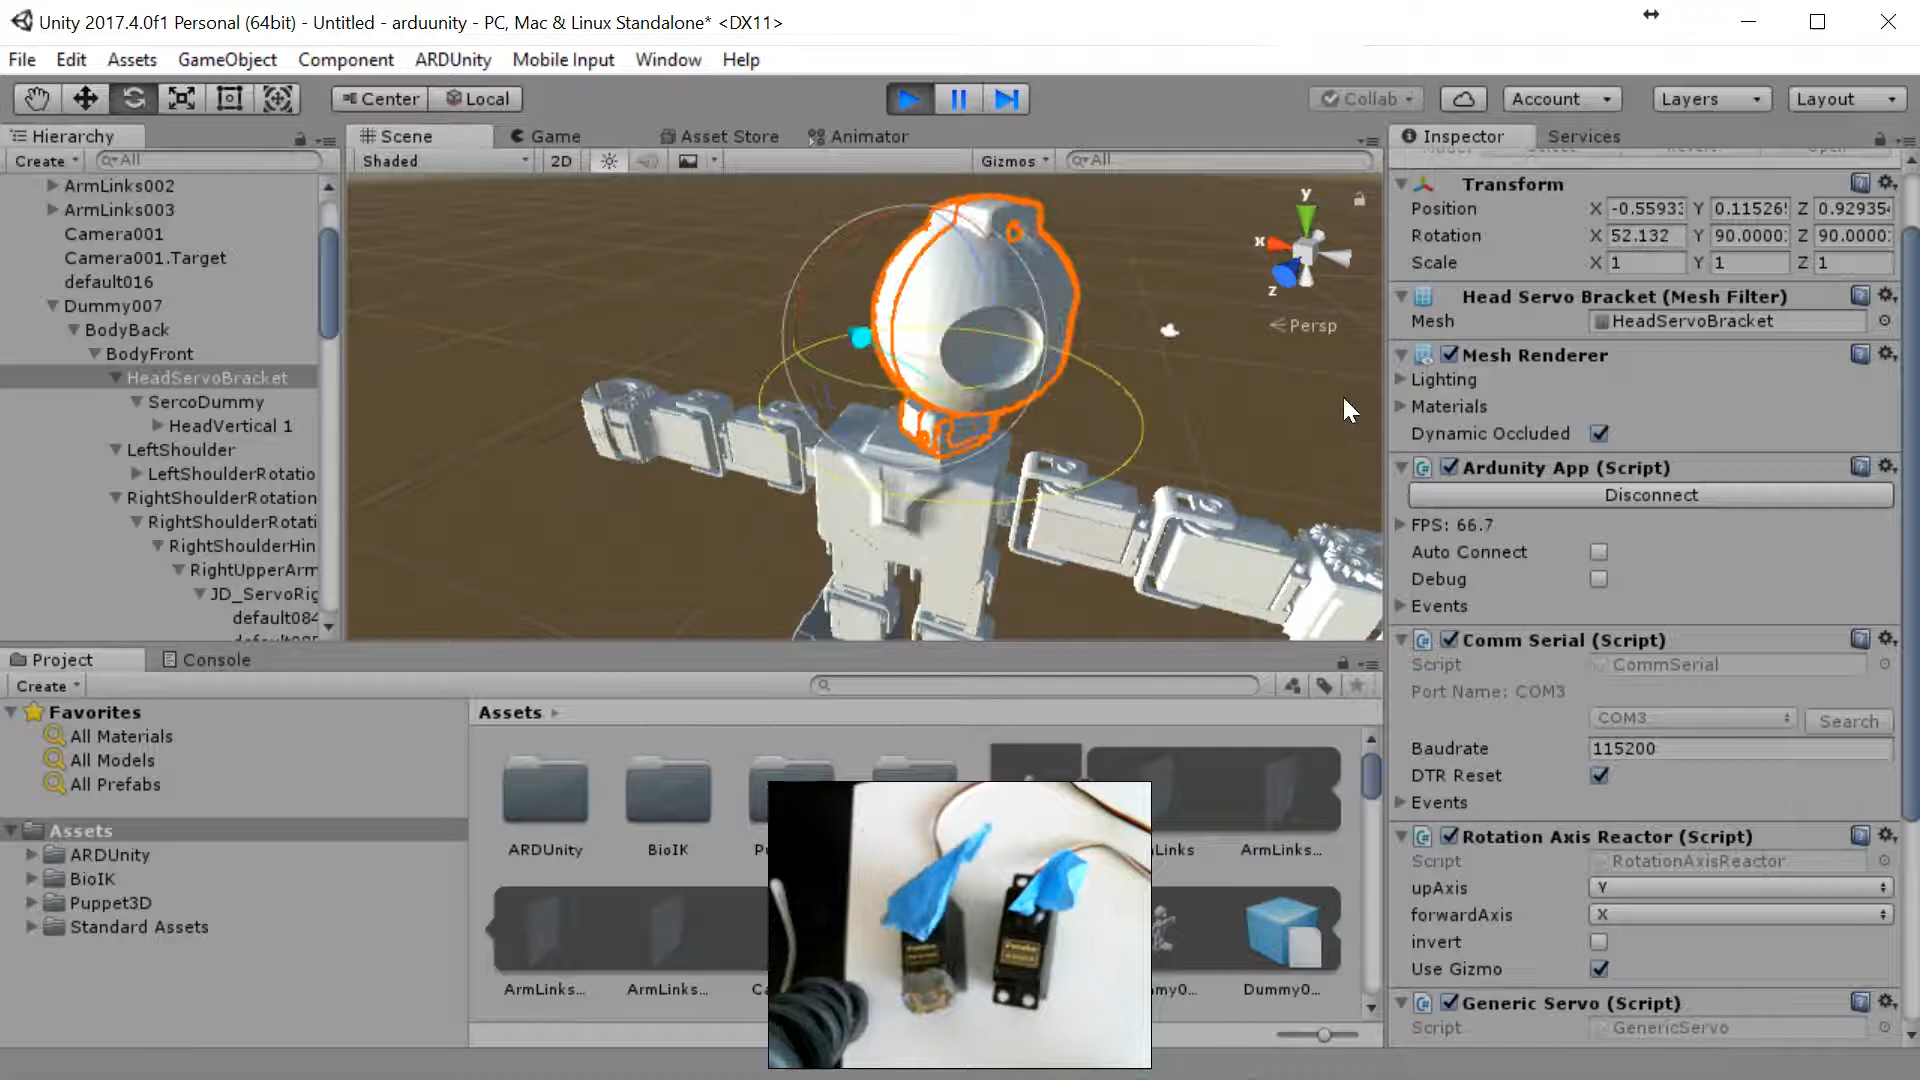 Unity 2017.4.0f1 Personal (64bit) - Untitled - arduunity - PC, Mac & Linux Standalone* <DX11>
File Edit Assets GameObject Component ARDUnity Mobile Input Window Help
Center Local Collab Account Layers Layout
Hierarchy
Create All
ArmLinks002
ArmLinks003
Camera001
Camera001.Target
default016
Dummy007
BodyBack
BodyFront
HeadServoBracket
SercoDummy
HeadVertical 1
LeftShoulder
LeftShoulderRotatio
RightShoulderRotation
RightShoulderRotati
RightShoulderHin
RightUpperArm
JD_ServoRig
default084
Scene Game Asset Store Animator
Shaded 2D Gizmos All
y
x
z
Persp
Inspector Services
Transform
Position X -0.5593 Y 0.11526 Z 0.92935
Rotation X 52.132 Y 90.0000 Z 90.0000
Scale X 1 Y 1 Z 1
Head Servo Bracket (Mesh Filter)
Mesh HeadServoBracket
Mesh Renderer
Lighting
Materials
Dynamic Occluded
Ardunity App (Script)
Disconnect
FPS: 66.7
Auto Connect
Debug
Events
Comm Serial (Script)
Script CommSerial
Port Name: COM3
COM3 Search
Baudrate 115200
DTR Reset
Events
Rotation Axis Reactor (Script)
Script RotationAxisReactor
upAxis Y
forwardAxis X
invert
Use Gizmo
Generic Servo (Script)
Script GenericServo
Project Console
Create
Favorites
All Materials
All Models
All Prefabs
Assets
ARDUnity
BioIK
Puppet3D
Standard Assets
Assets
ARDUnity BioIK Pu nLinks ArmLinks...
ArmLinks... ArmLinks... Ca my0... Dummy0...